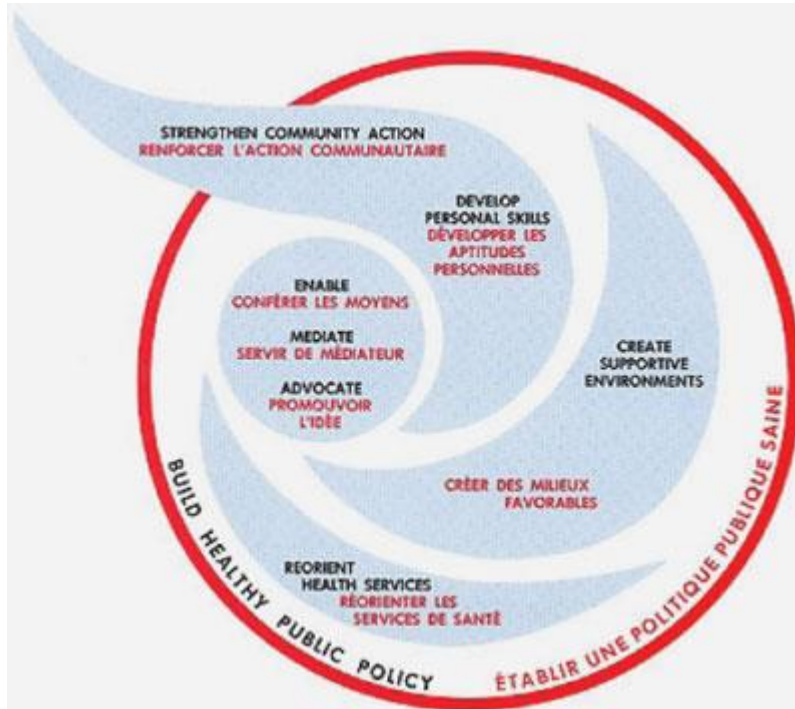 STRENGTHEN COMMUNITY ACTION
RENFORCER L'ACTION COMMUNAUTAIRE
DEVELOP
PERSONAL SKILLS
DÉVELOPPER LES
APTITUDES
PERSONNELLES
ENABLE
CONFÉRER LES MOYENS
MEDIATE
SERVIR DE MÉDIATEUR
ADVOCATE
PROMOUVOIR
L'IDÈE
CREATE
SUPPORTIVE
ENVIRONMENTS
CRÉER DES MILIEUX
FAVORABLES
REORIENT
HEALTH SERVICES
RÉORIENTER LES
SERVICES DE SANTÉ
BUILD HEALTHY PUBLIC POLICY
ÉTABLIR UNE POLITIQUE PUBLIQUE SAINE